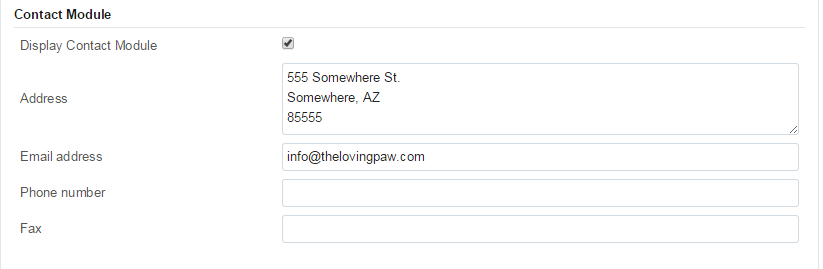 Contact Module
Display Contact Module
Address
555 Somewhere St.
Somewhere, AZ
85555
Email address
info@thelovingpaw.com
Phone number
Fax